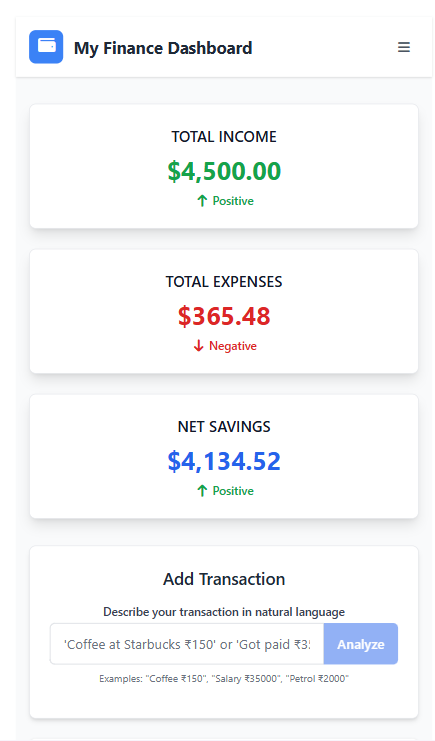 My Finance Dashboard
TOTAL INCOME
$4,500.00
↑ Positive
TOTAL EXPENSES
$365.48
↓ Negative
NET SAVINGS
$4,134.52
↑ Positive
Add Transaction
Describe your transaction in natural language
'Coffee at Starbucks ₹150' or 'Got paid ₹3
Analyze
Examples: "Coffee ₹150", "Salary ₹35000", "Petrol ₹2000"